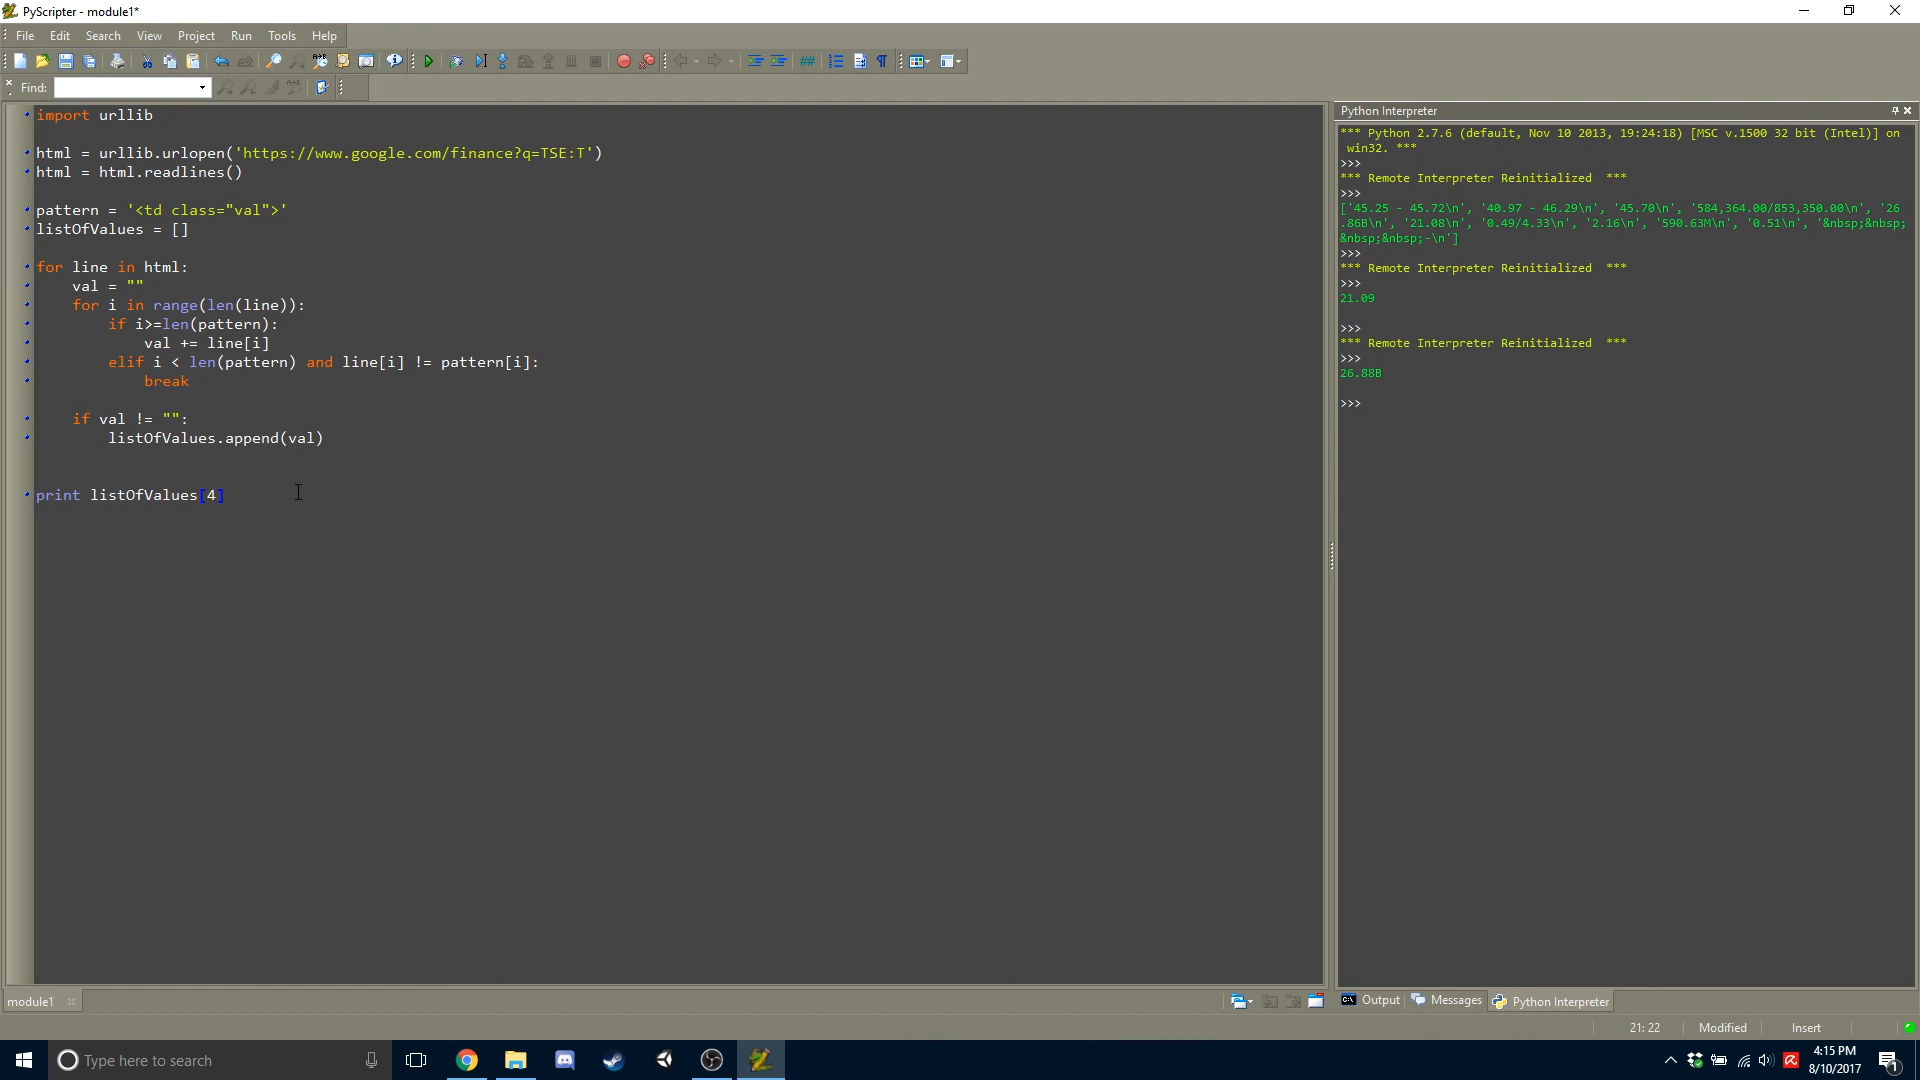 PyScripter - module1*
File Edit Search View Project Run Tools Help
Find:
import urllib
html = urllib.urlopen('https://www.google.com/finance?q=TSE:T')
html = html.readlines()
pattern = '<td class="val">'
listOfValues = []
for line in html:
val = ""
for i in range(len(line)):
if i>=len(pattern):
val += line[i]
elif i < len(pattern) and line[i] != pattern[i]:
break
if val != "":
listOfValues.append(val)
print listOfValues[4]
Python Interpreter
*** Python 2.7.6 (default, Nov 10 2013, 19:24:18) [MSC v.1500 32 bit (Intel)] on
win32. ***
>>>
*** Remote Interpreter Reinitialized ***
>>>
['45.25 - 45.72\n', '40.97 - 46.29\n', '45.70\n', '584,364.00/853,350.00\n', '26
.86B\n', '21.08\n', '0.49/4.33\n', '2.16\n', '590.63M\n', '0.51\n', '&nbsp;&nbsp;
&nbsp;&nbsp;-\n']
>>>
*** Remote Interpreter Reinitialized ***
>>>
21.09
>>>
*** Remote Interpreter Reinitialized ***
>>>
26.88B
>>>
module1
Output Messages Python Interpreter
21: 22 Modified Insert
Type here to search
4:15 PM
8/10/2017
1